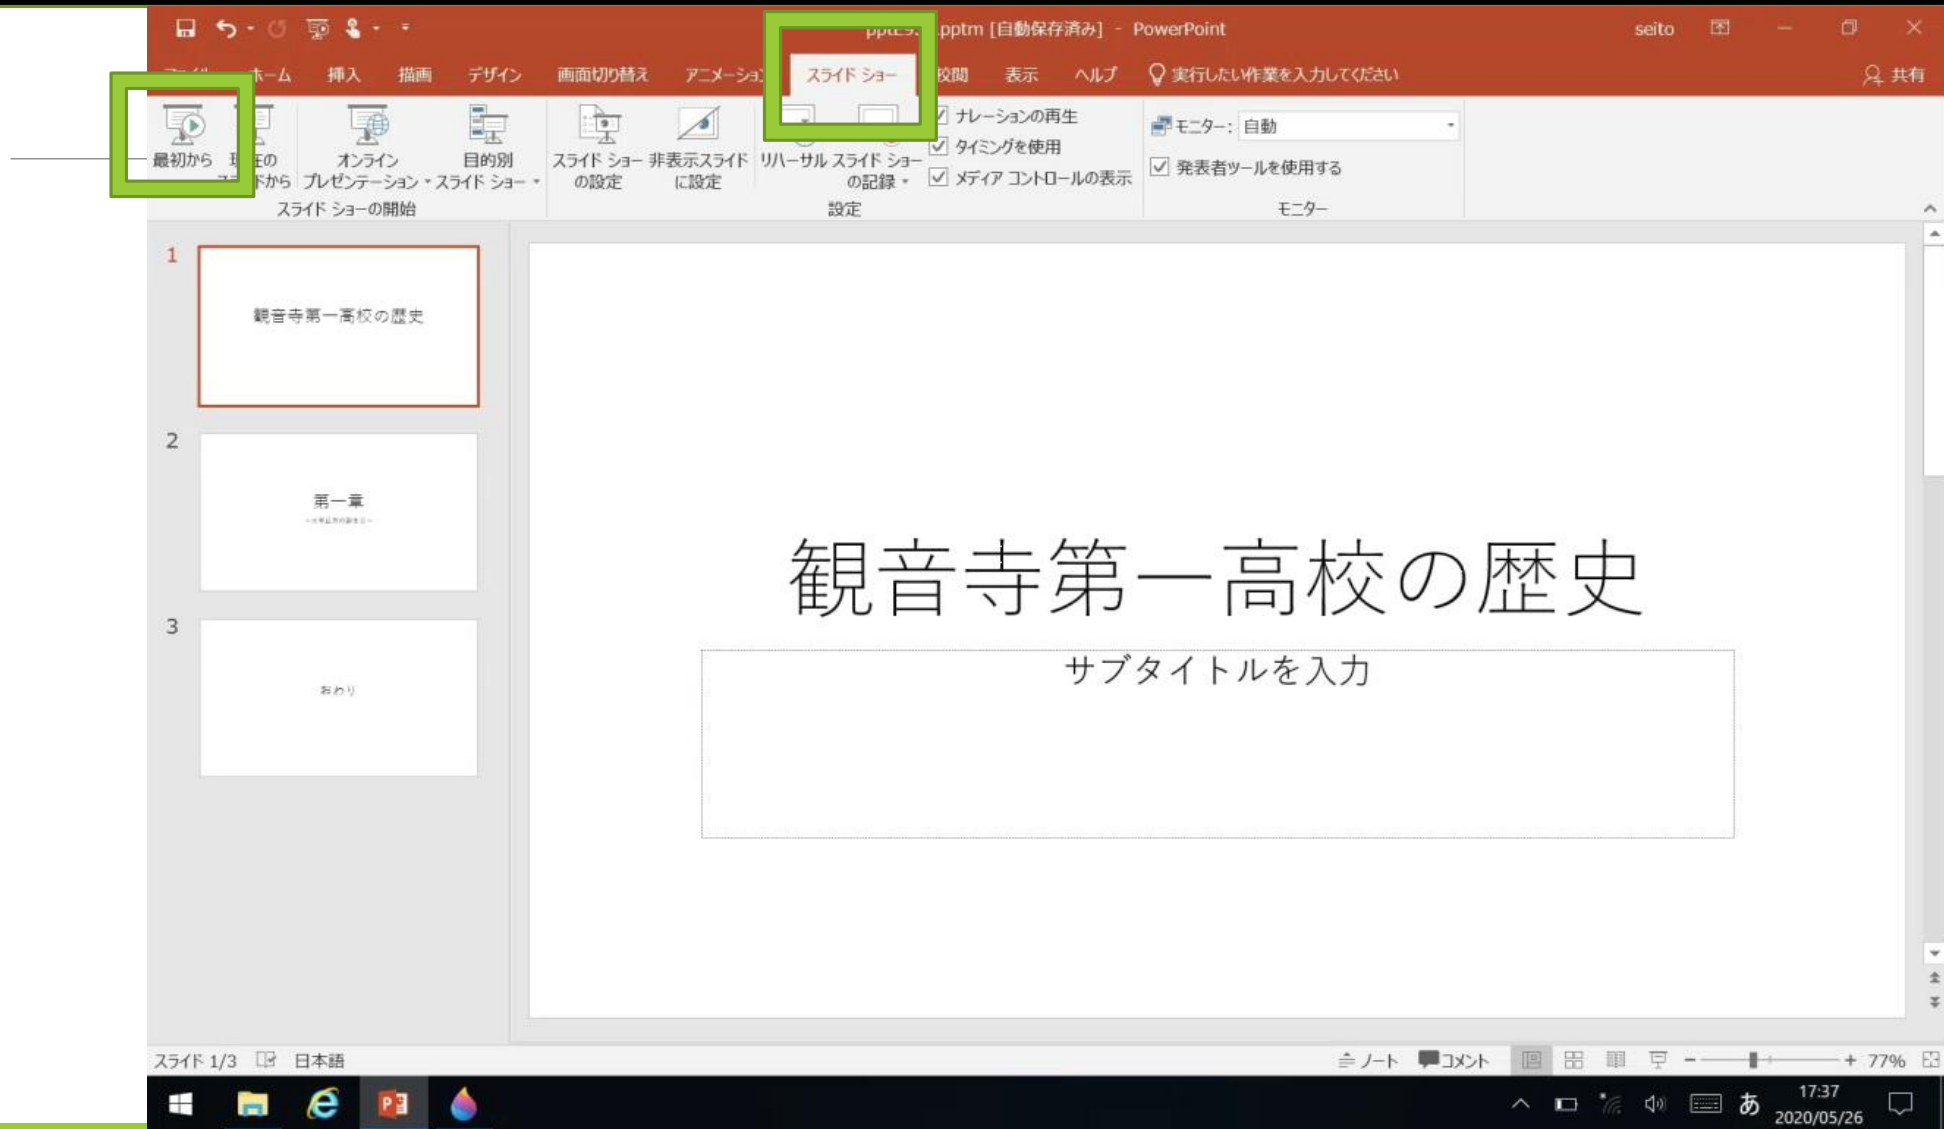 .pptm [自動保存済み] - PowerPoint
seito
ホーム 挿入 描画 デザイン 画面切り替え スライド ショー 校閲 表示 ヘルプ 実行したい作業を入力してください 共有
最初から
オンライン
プレゼンテーション
目的別
スライド ショー
スライド ショーの開始
スライド ショー
の設定
非表示スライド
に設定
リハーサル
スライド ショー
の記録
ナレーションの再生
タイミングを使用
メディア コントロールの表示
設定
モニター: 自動
発表者ツールを使用する
モニター
1
観音寺第一高校の歴史
2
第一章
3
おわり
観音寺第一高校の歴史
サブタイトルを入力
スライド 1/3 日本語
ノート コメント 77%
あ
17:37
2020/05/26